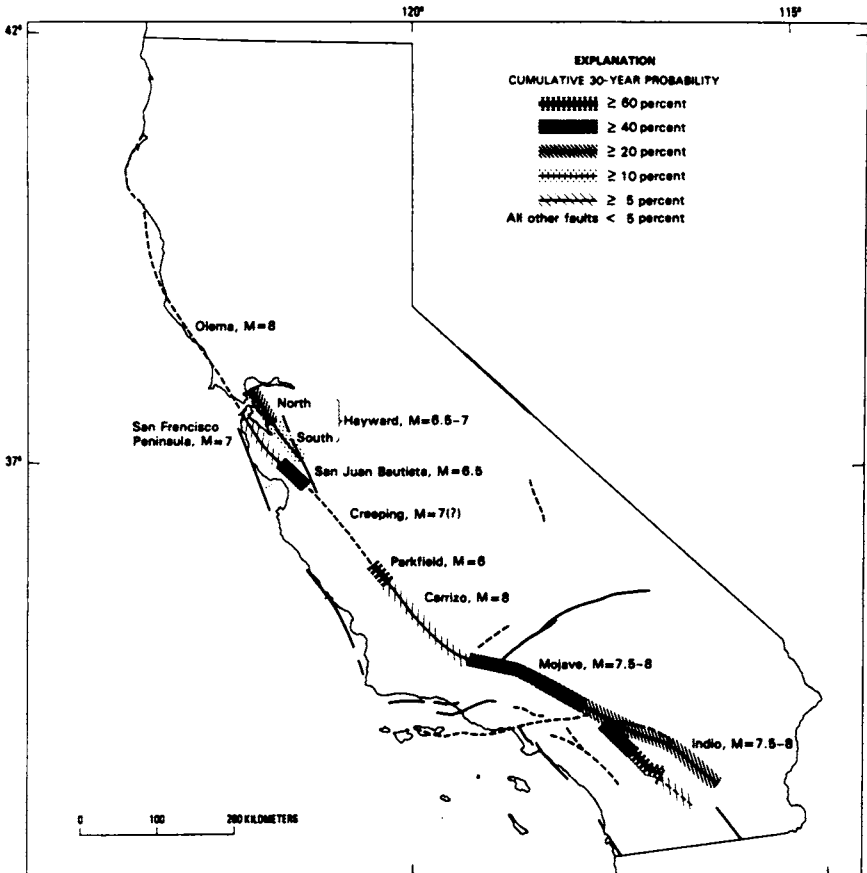 120°
115°
42°
EXPLANATION
CUMULATIVE 30-YEAR PROBABILITY
≥ 60 percent
≥ 40 percent
≥ 20 percent
≥ 10 percent
≥ 5 percent
All other faults < 5 percent
Olema, M=8
North
San Francisco
Peninsula, M=7
Hayward, M=6.5-7
South
37°
San Juan Bautista, M=6.5
Creeping, M=7(?)
Parkfield, M=6
Carrizo, M=8
Mojave, M=7.5-8
Indio, M=7.5-8
0 100 200 KILOMETERS